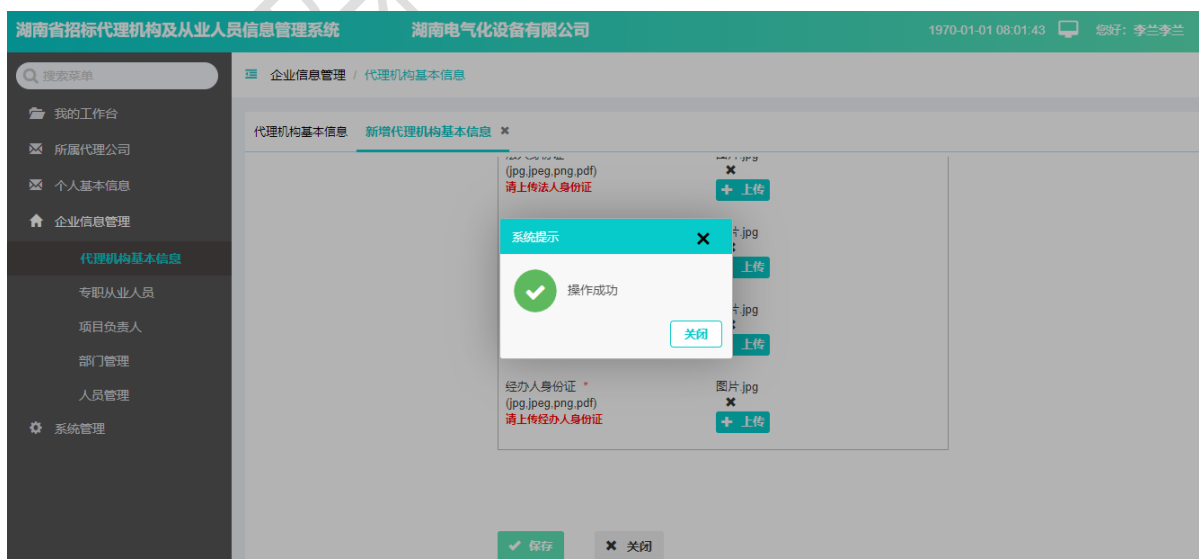 湖南省招标代理机构及从业人员信息管理系统 湖南电气化设备有限公司 1970-01-01 08:01:43 您好：李兰李兰
搜索菜单
企业信息管理 / 代理机构基本信息
我的工作台
所属代理公司
个人基本信息
企业信息管理
代理机构基本信息
专职从业人员
项目负责人
部门管理
人员管理
系统管理
代理机构基本信息 新增代理机构基本信息
(jpg,jpeg,png,pdf)
请上传法人身份证
上传
系统提示
操作成功
关闭
.jpg
上传
.jpg
上传
经办人身份证 * 图片.jpg
(jpg,jpeg,png,pdf)
请上传经办人身份证
上传
保存 关闭